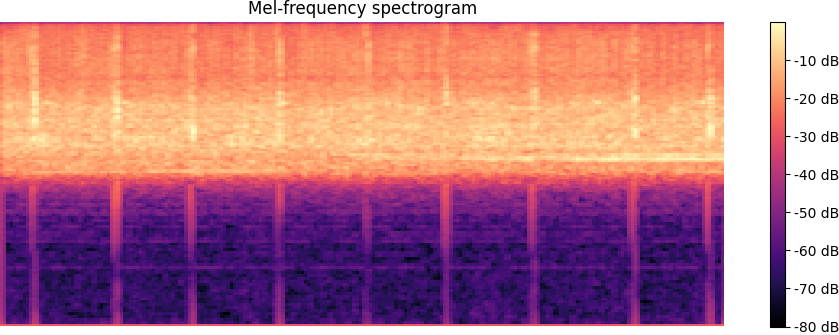 Mel-frequency spectrogram
-10 dB
-20 dB
-30 dB
-40 dB
-50 dB
-60 dB
-70 dB
-80 dB